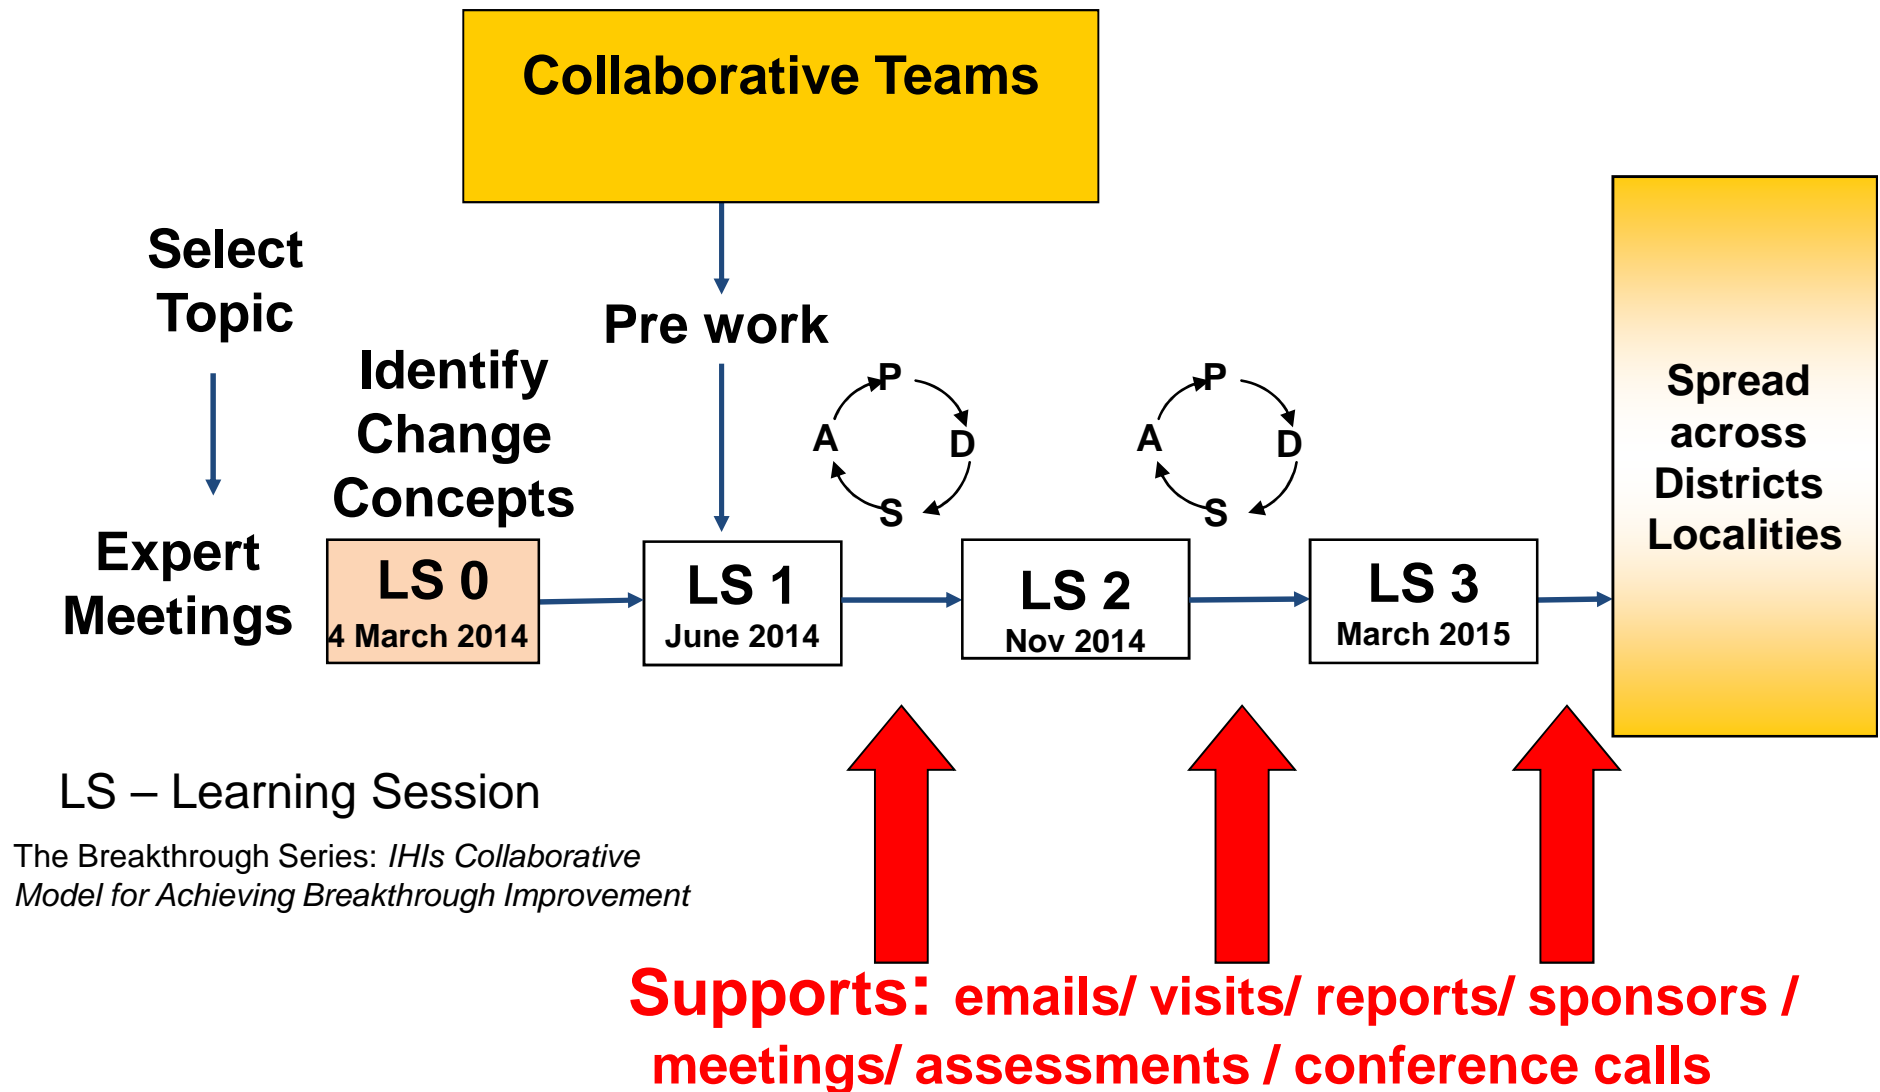 Collaborative Teams
Select
Topic
Expert
Meetings
Identify
Change
Concepts
Pre work
P
A
D
S
P
A
D
S
LS 0
4 March 2014
LS 1
June 2014
LS 2
Nov 2014
LS 3
March 2015
Spread
across
Districts
Localities
LS – Learning Session
The Breakthrough Series: IHIs Collaborative
Model for Achieving Breakthrough Improvement
Supports: emails/ visits/ reports/ sponsors /
meetings/ assessments / conference calls